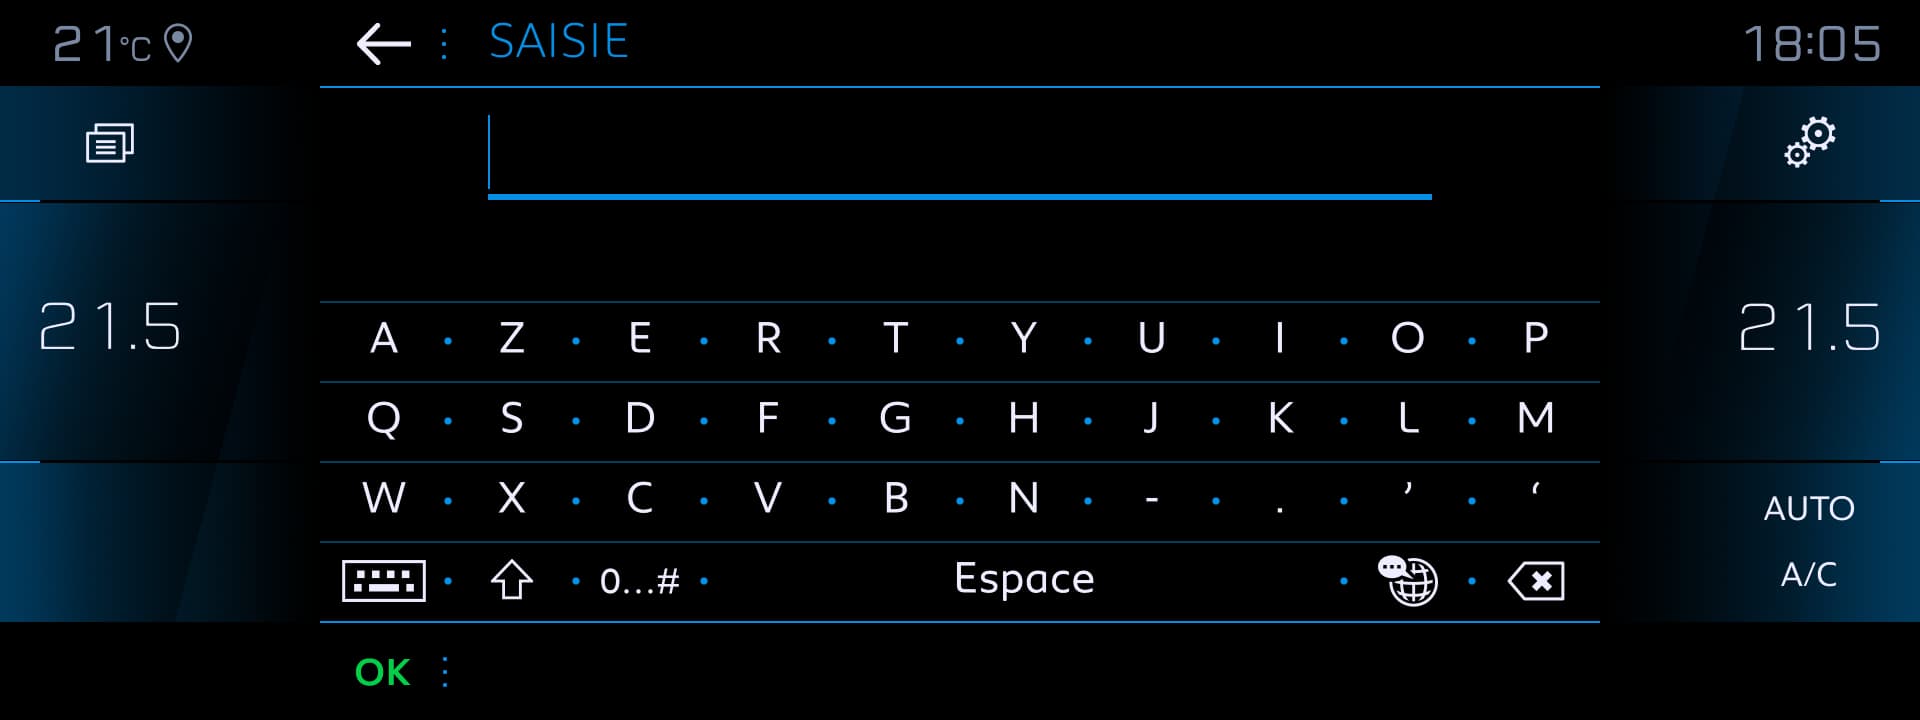 21°C
SAISIE
18:05
21.5
21.5
A Z E R T Y U I O P
Q S D F G H J K L M
W X C V B N - . ’ ‘
0...# Espace
AUTO
A/C
OK